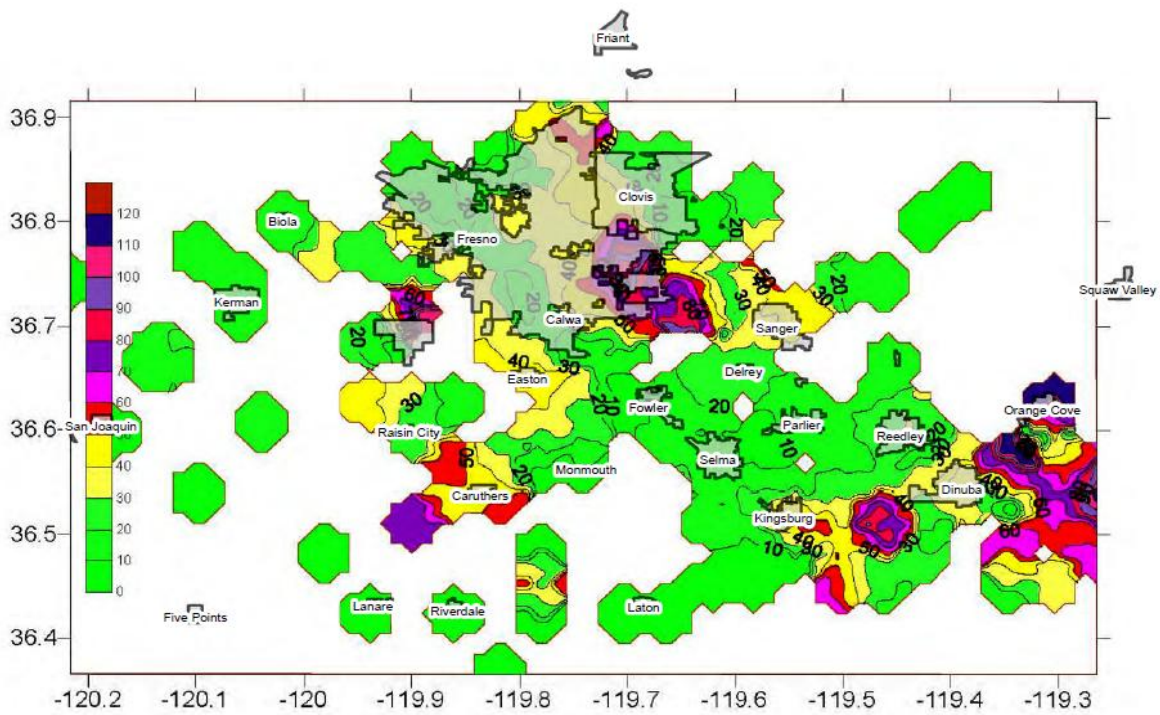 Friant
36.9
Clovis
120
36.8
Biola
Fresno
110
100
Squaw Valley
90
Kerman
36.7
Calwa
Sanger
80
70
Easton
Delrey
60
Fowler
Orange Cove
36.6
San Joaquin
Raisin City
Parlier
Reedley
Selma
Monmouth
40
Caruthers
Dinuba
30
Kingsburg
36.5
20
10
0
Lanare
Riverdale
Laton
Five Points
36.4
-120.2
-120.1
-120
-119.9
-119.8
-119.7
-119.6
-119.5
-119.4
-119.3
20
40
30
10
50
60
80